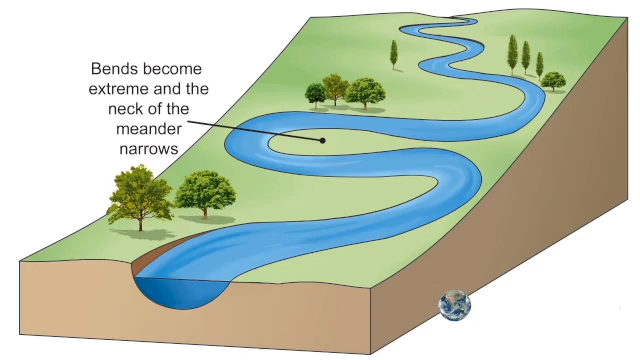 Bends become
extreme and the
neck of the
meander
narrows